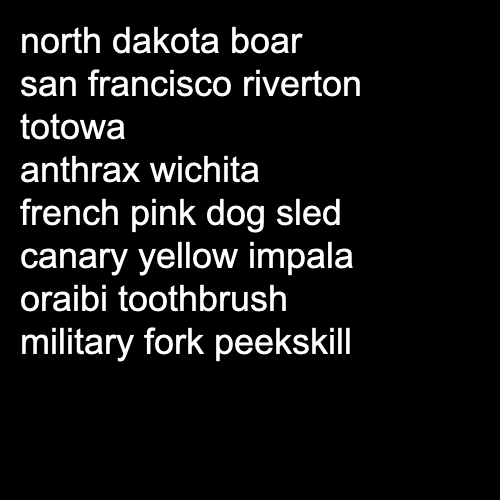 north dakota boar
san francisco riverton
totowa
anthrax wichita
french pink dog sled
canary yellow impala
oraibi toothbrush
military fork peekskill